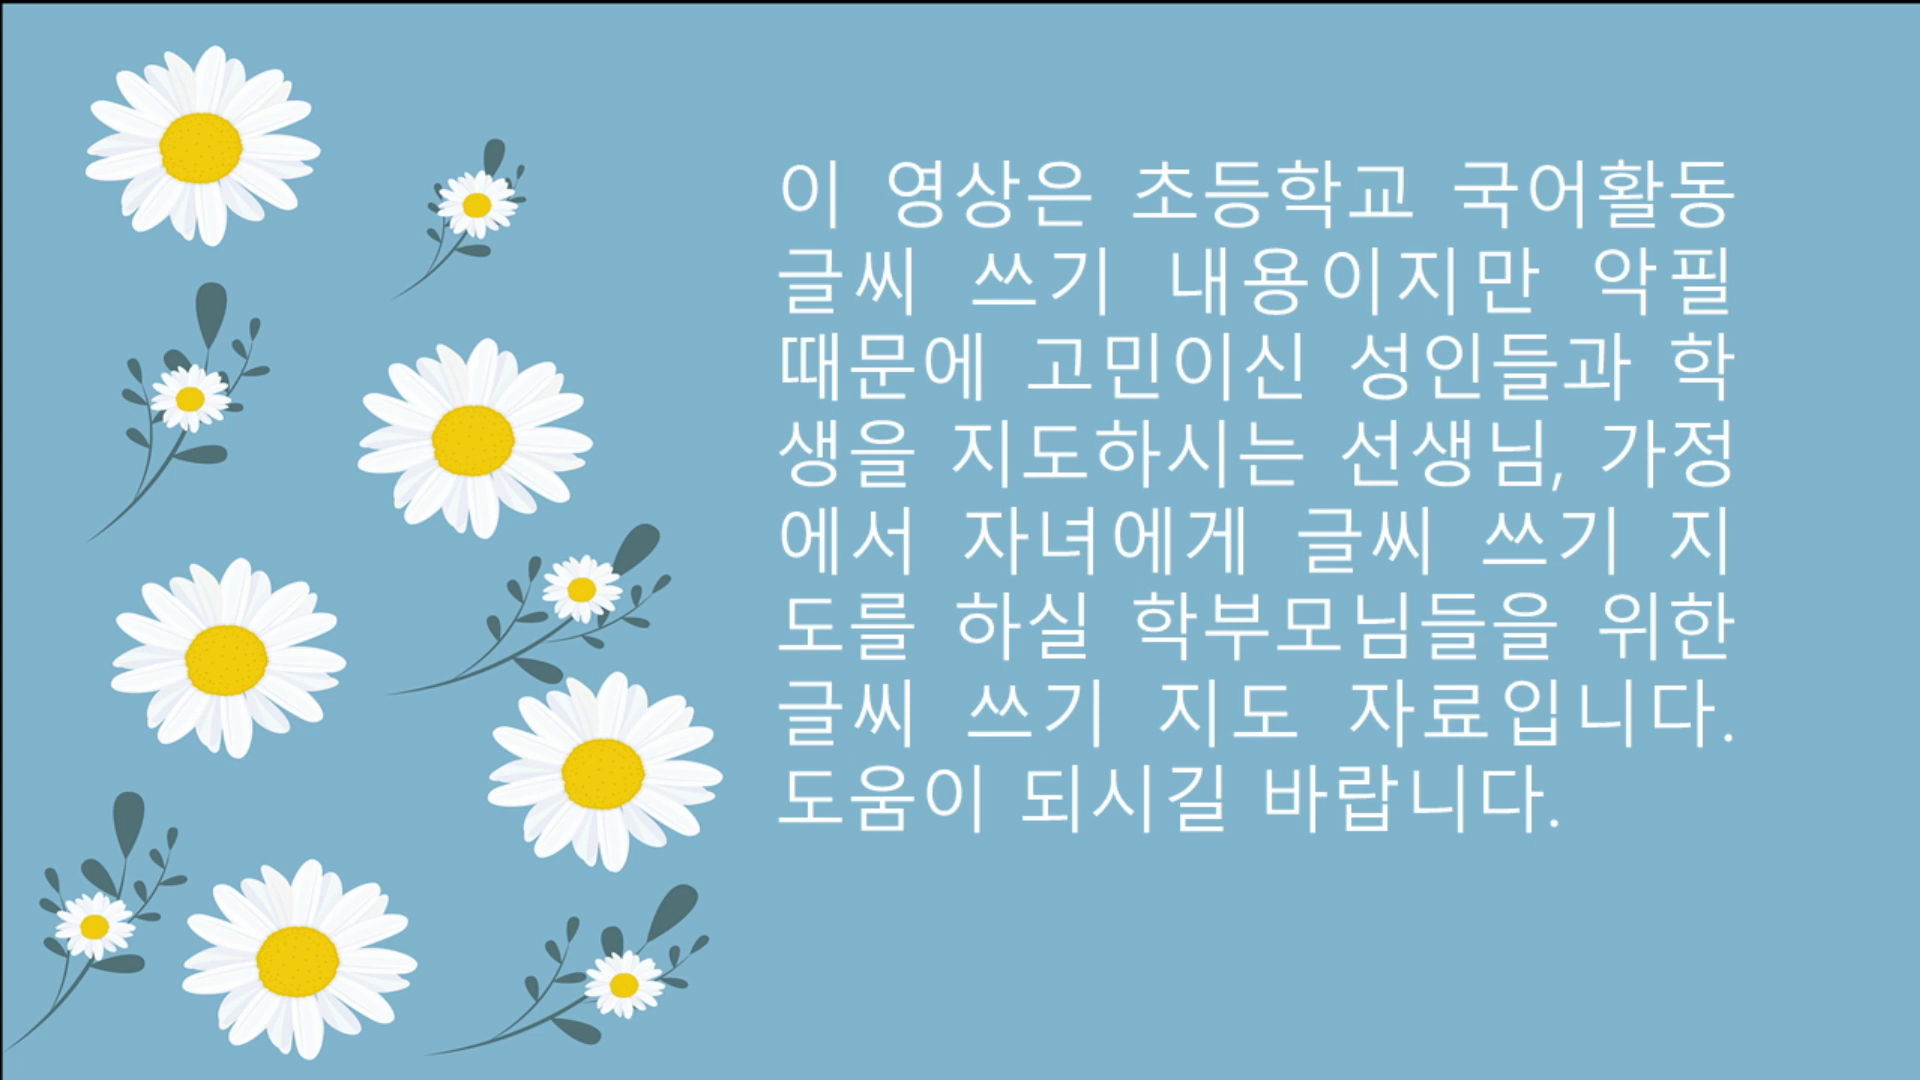 이 영상은 초등학교 국어활동
글씨 쓰기 내용이지만 악필
때문에 고민이신 성인들과 학
생을 지도하시는 선생님, 가정
에서 자녀에게 글씨 쓰기 지
도를 하실 학부모님들을 위한
글씨 쓰기 지도 자료입니다.
도움이 되시길 바랍니다.